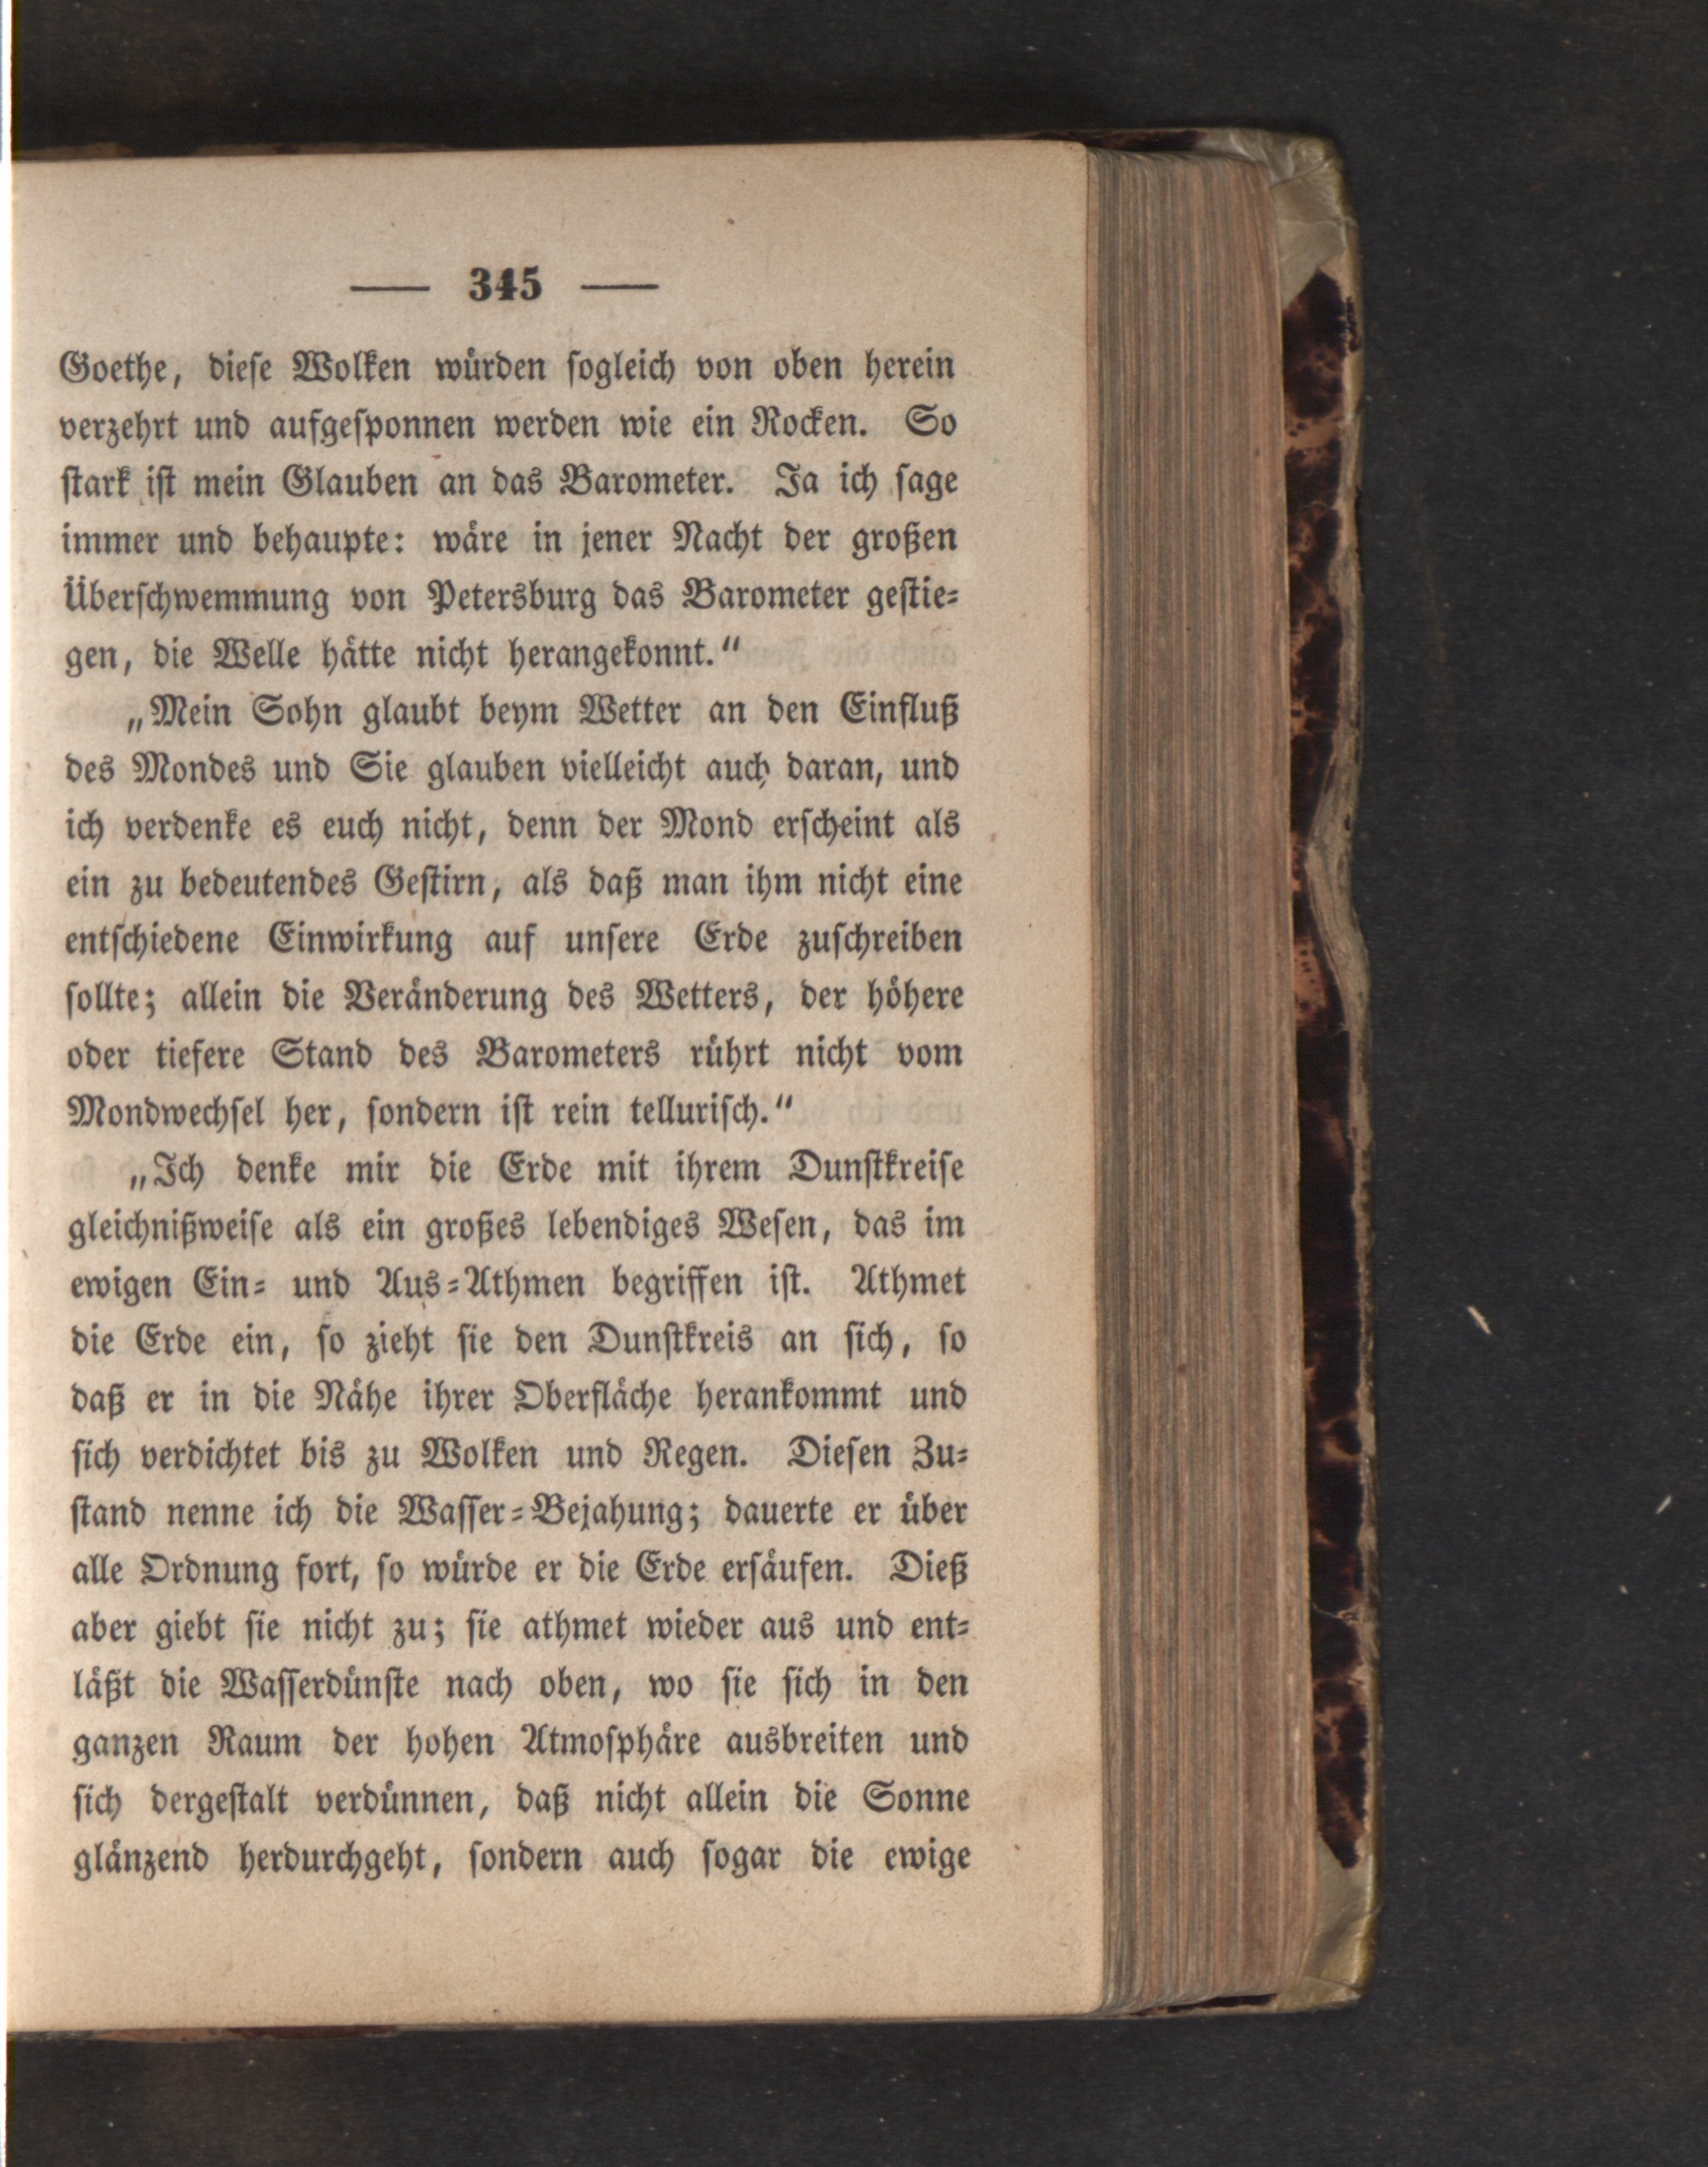 — 345 —
Goethe, dieſe Wolken würden ſogleich von oben herein
verzehrt und aufgeſponnen werden wie ein Rocken. So
ſtark iſt mein Glauben an das Barometer. Ja ich ſage
immer und behaupte: wäre in jener Nacht der großen
Überſchwemmung von Petersburg das Barometer geſtie⸗
gen, die Welle hätte nicht herangekonnt.“
„Mein Sohn glaubt beym Wetter an den Einfluß
des Mondes und Sie glauben vielleicht auch daran, und
ich verdenke es euch nicht, denn der Mond erſcheint als
ein zu bedeutendes Geſtirn, als daß man ihm nicht eine
entſchiedene Einwirkung auf unſere Erde zuſchreiben
ſollte; allein die Veränderung des Wetters, der höhere
oder tiefere Stand des Barometers rührt nicht vom
Mondwechſel her, ſondern iſt rein telluriſch.“
„Ich denke mir die Erde mit ihrem Dunſtkreiſe
gleichnißweiſe als ein großes lebendiges Weſen, das im
ewigen Ein⸗ und Aus⸗Athmen begriffen iſt. Athmet
die Erde ein, ſo zieht ſie den Dunſtkreis an ſich, ſo
daß er in die Nähe ihrer Oberfläche herankommt und
ſich verdichtet bis zu Wolken und Regen. Dieſen Zu⸗
ſtand nenne ich die Waſſer⸗Bejahung; dauerte er über
alle Ordnung fort, ſo würde er die Erde erſäufen. Dieß
aber giebt ſie nicht zu; ſie athmet wieder aus und ent⸗
läßt die Waſſerdünſte nach oben, wo ſie ſich in den
ganzen Raum der hohen Atmoſphäre ausbreiten und
ſich dergeſtalt verdünnen, daß nicht allein die Sonne
glänzend herdurchgeht, ſondern auch ſogar die ewige